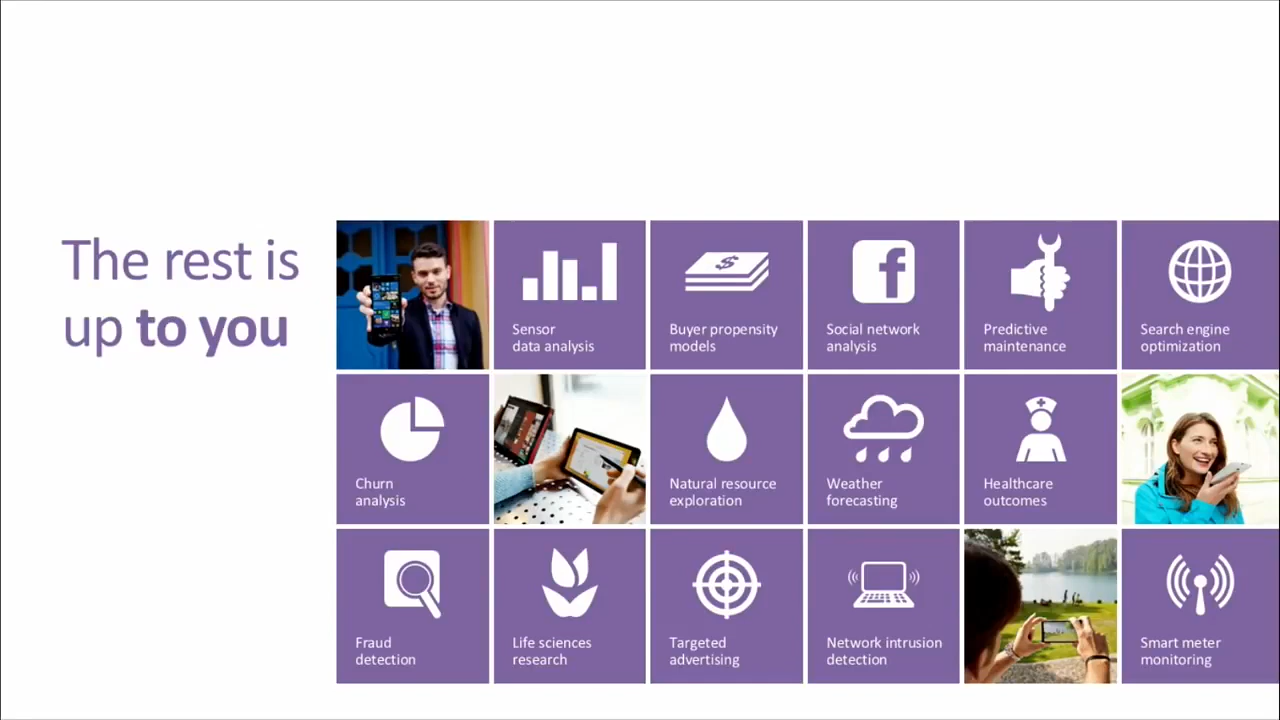 The rest is
up to you
Sensor
data analysis
Buyer propensity
models
Social network
analysis
Predictive
maintenance
Search engine
optimization
Churn
analysis
Natural resource
exploration
Weather
forecasting
Healthcare
outcomes
Fraud
detection
Life sciences
research
Targeted
advertising
Network intrusion
detection
Smart meter
monitoring